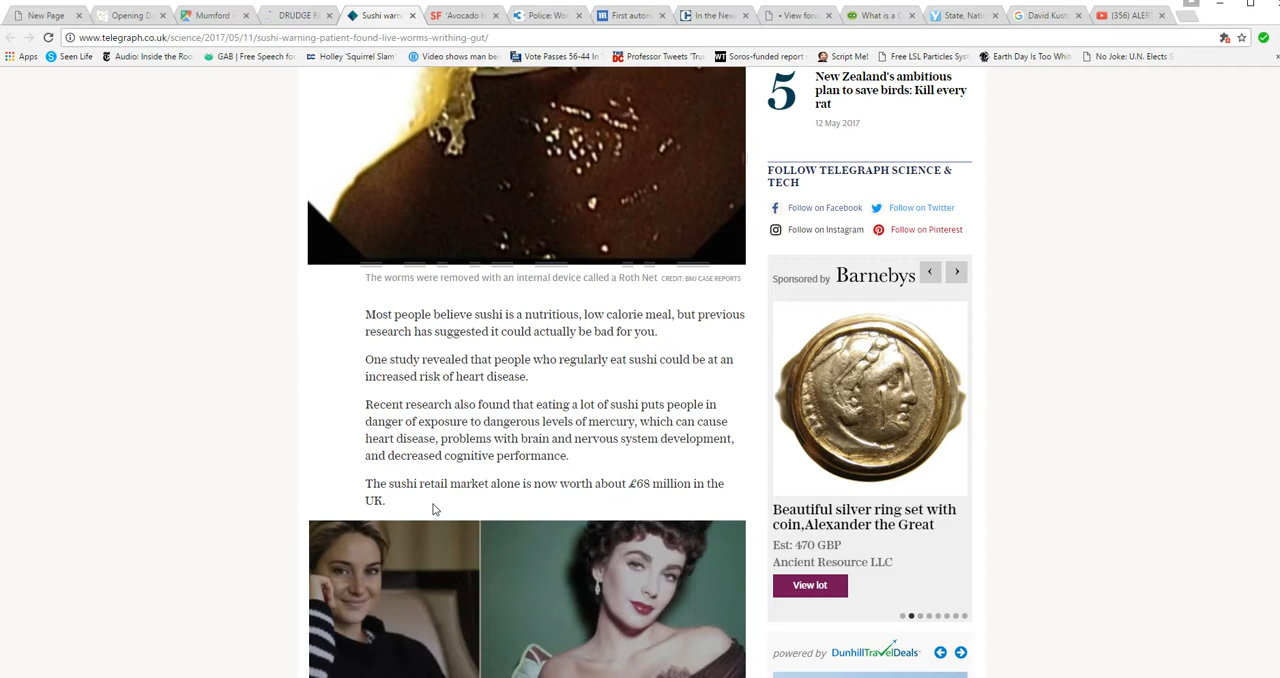 New Page
Opening D
Mumford
DRUDGE R
Sushi warn
'Avocado
Police: Wo
First auton
In the New
• View foru
What is a C
State, Nati
David Kust
(356) ALER
www.telegraph.co.uk/science/2017/05/11/sushi-warning-patient-found-live-worms-writhing-gut/
Apps
Seen Life
Audio: Inside the Roo
GAB | Free Speech fo
Holley 'Squirrel Slam
Video shows man bei
Vote Passes 56-44 In
Professor Tweets 'Tru
Soros-funded report
Script Me!
Free LSL Particles Syst
Earth Day Is Too Whit
No Joke: U.N. Elects S
5
New Zealand's ambitious
plan to save birds: Kill every
rat
12 May 2017
FOLLOW TELEGRAPH SCIENCE &
TECH
Follow on Facebook
Follow on Twitter
Follow on Instagram
Follow on Pinterest
The worms were removed with an internal device called a Roth Net CREDIT: BMJ CASE REPORTS
Most people believe sushi is a nutritious, low calorie meal, but previous
research has suggested it could actually be bad for you.
One study revealed that people who regularly eat sushi could be at an
increased risk of heart disease.
Recent research also found that eating a lot of sushi puts people in
danger of exposure to dangerous levels of mercury, which can cause
heart disease, problems with brain and nervous system development,
and decreased cognitive performance.
The sushi retail market alone is now worth about £68 million in the
UK.
Sponsored by Barnebys
Beautiful silver ring set with
coin,Alexander the Great
Est: 470 GBP
Ancient Resource LLC
View lot
powered by DunhillTravelDeals